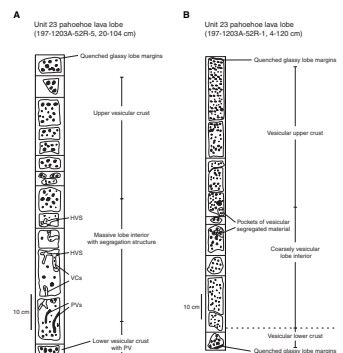 A
Unit 23 pahoehoe lava lobe
(197-1203A-52R-5, 20-104 cm)
Quenched glassy lobe margins
Upper vesicular crust
HVS
Massive lobe interior
with segragation structure
HVS
VCs
PVs
10 cm
Lower vesicular crust
with PV
B
Unit 23 pahoehoe lava lobe
(197-1203A-52R-1, 4-120 cm)
Quenched glassy lobe margins
Vesicular upper crust
Pockets of vesicular
segregated material
Coarsely vesicular
lobe interior
10 cm
Vesicular lower crust
Quenched glassy lobe margins